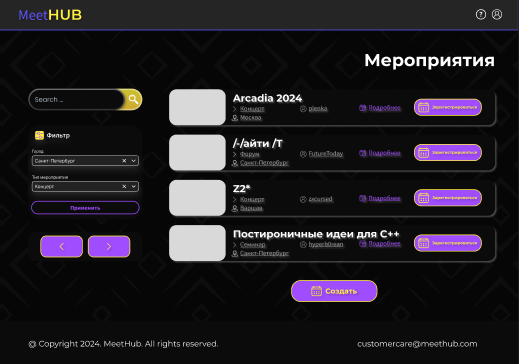 MeetHUB
Мероприятия
Search ...
Фильтр
Город
Санкт-Петербург
Тип мероприятия
Концерт
Применить
Arcadia 2024
Концерт
plenka
Подробнее
Зарегистрироваться
Москва
/-/айти /T
Форум
FutureToday
Подробнее
Зарегистрироваться
Санкт-Петербург
Z2*
Концерт
zxcursed
Подробнее
Зарегистрироваться
Варшав
Постироничные идеи для C++
Семинар
hyperb0rean
Подробнее
Зарегистрироваться
Санкт-Петербург
Создать
@ Copyright 2024. MeetHub. All rights reserved.
customercare@meethub.com